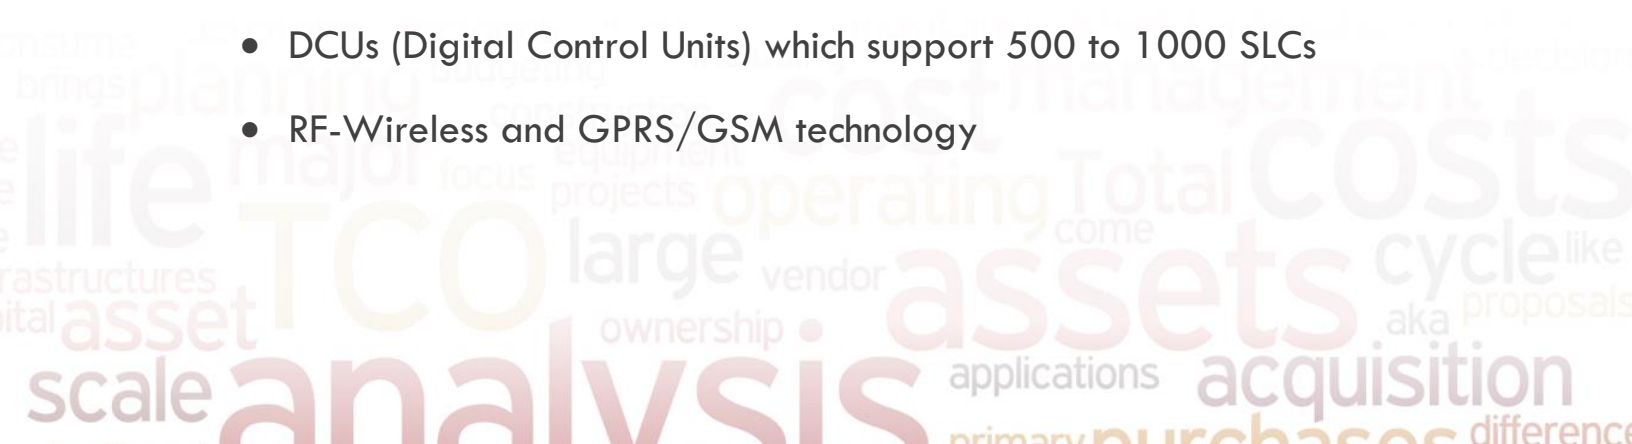 • DCUs (Digital Control Units) which support 500 to 1000 SLCs
brings planning budgeting cost management decision
construction
• RF-Wireless and GPRS/GSM technology
life major focus equipment projects operating Total costs
TCO large vendor come assets cycle like
rastructures
ital asset ownership • aka proposals
scale analysis applications acquisition
primary purchases difference